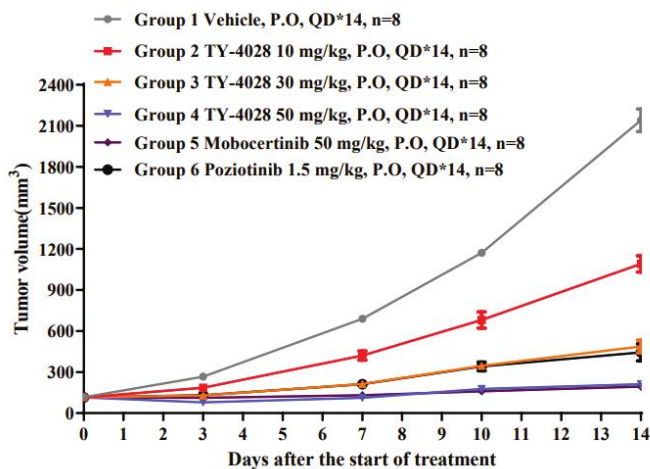 Group 1 Vehicle, P.O, QD*14, n=8
Group 2 TY-4028 10 mg/kg, P.O, QD*14, n=8
Group 3 TY-4028 30 mg/kg, P.O, QD*14, n=8
Group 4 TY-4028 50 mg/kg, P.O, QD*14, n=8
Group 5 Mobocertinib 50 mg/kg, P.O, QD*14, n=8
Group 6 Poziotinib 1.5 mg/kg, P.O, QD*14, n=8
Tumor volume(mm³)
2400
2100
1800
1500
1200
900
600
300
0
0 1 2 3 4 5 6 7 8 9 10 11 12 13 14
Days after the start of treatment